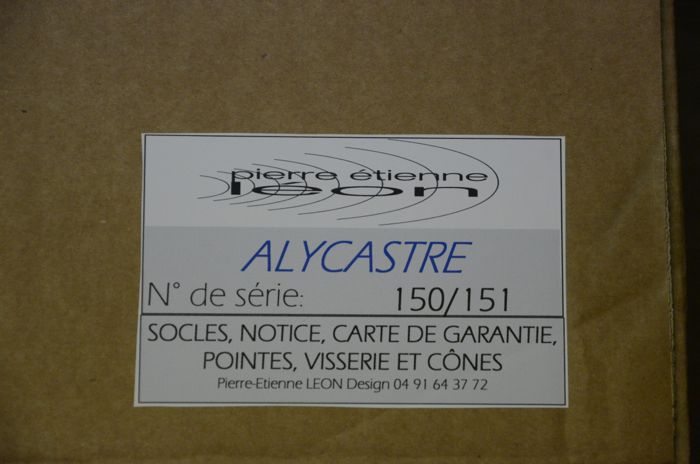 pierre étienne
léon
ALYCASTRE
N° de série: 150/151
SOCLES, NOTICE, CARTE DE GARANTIE,
POINTES, VISSERIE ET CÔNES
Pierre-Etienne LEON Design 04 91 64 37 72